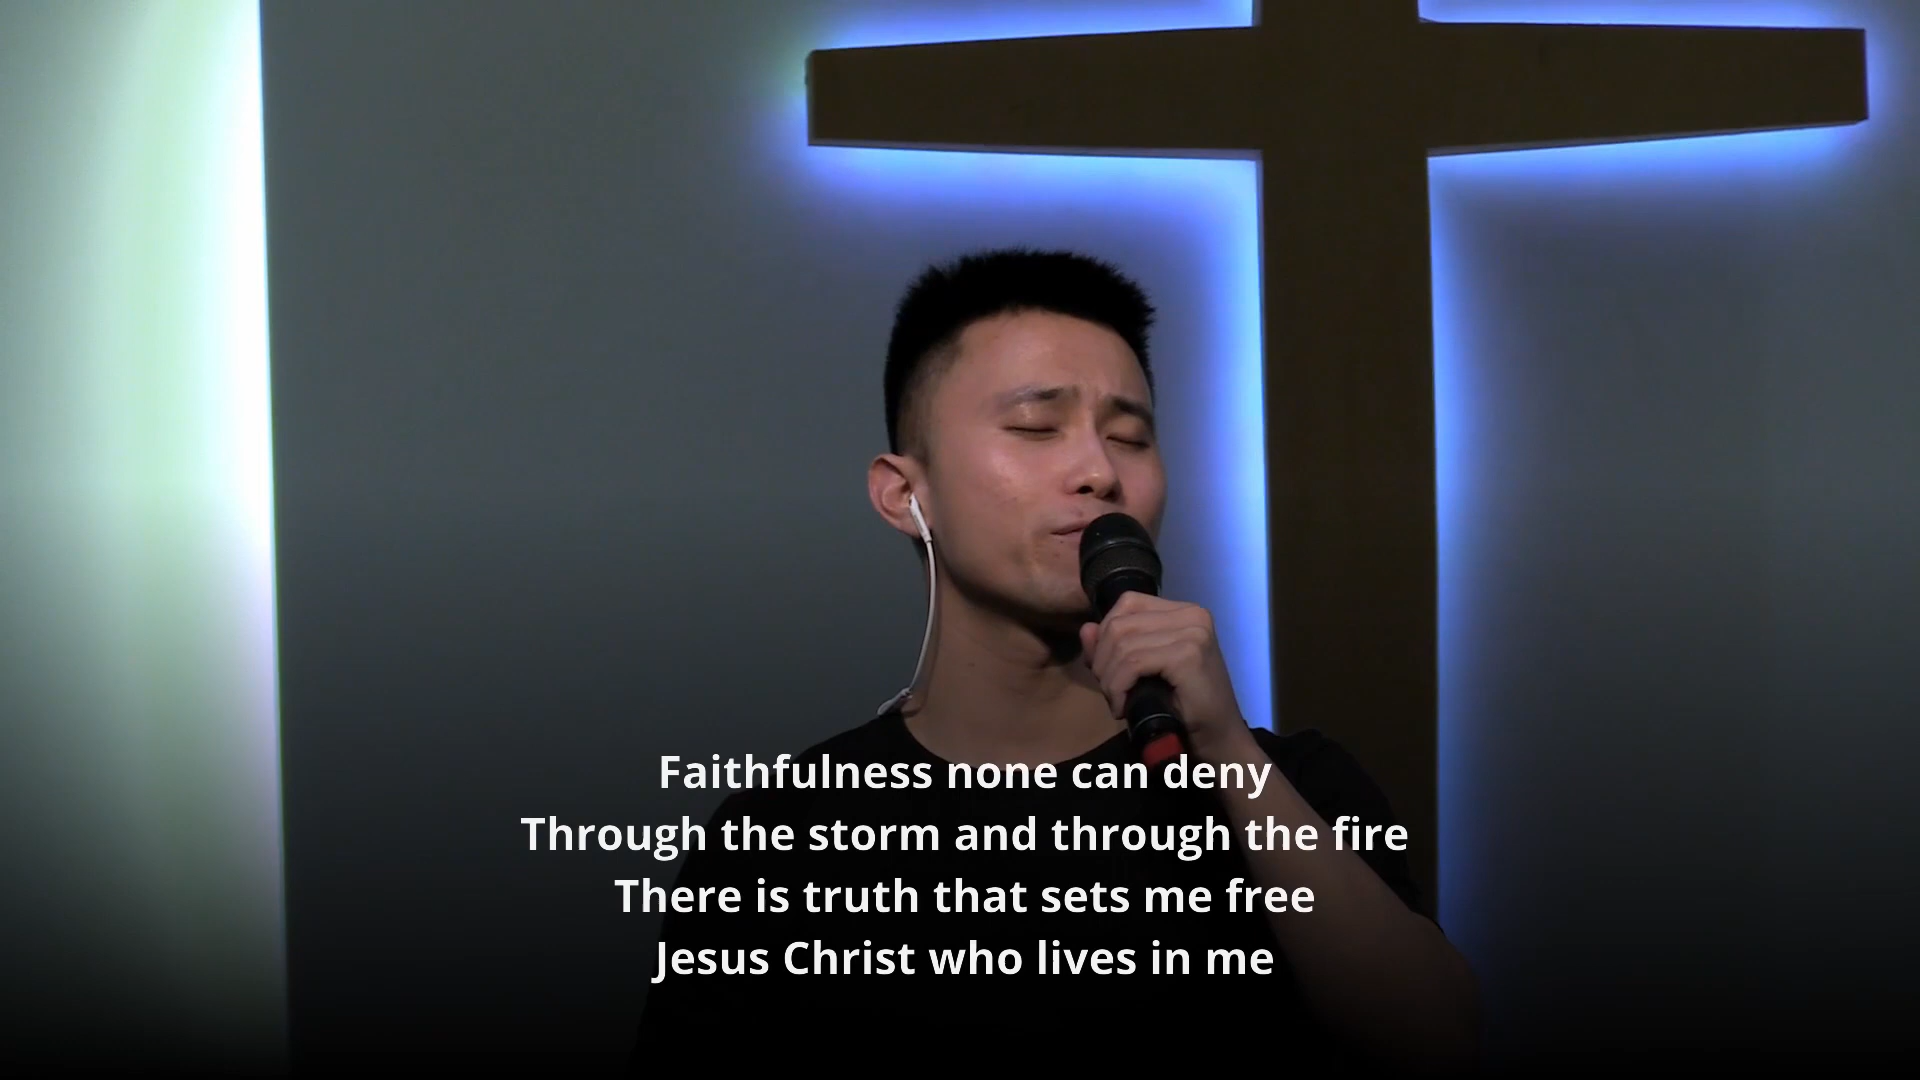 Faithfulness none can deny
Through the storm and through the fire
There is truth that sets me free
Jesus Christ who lives in me